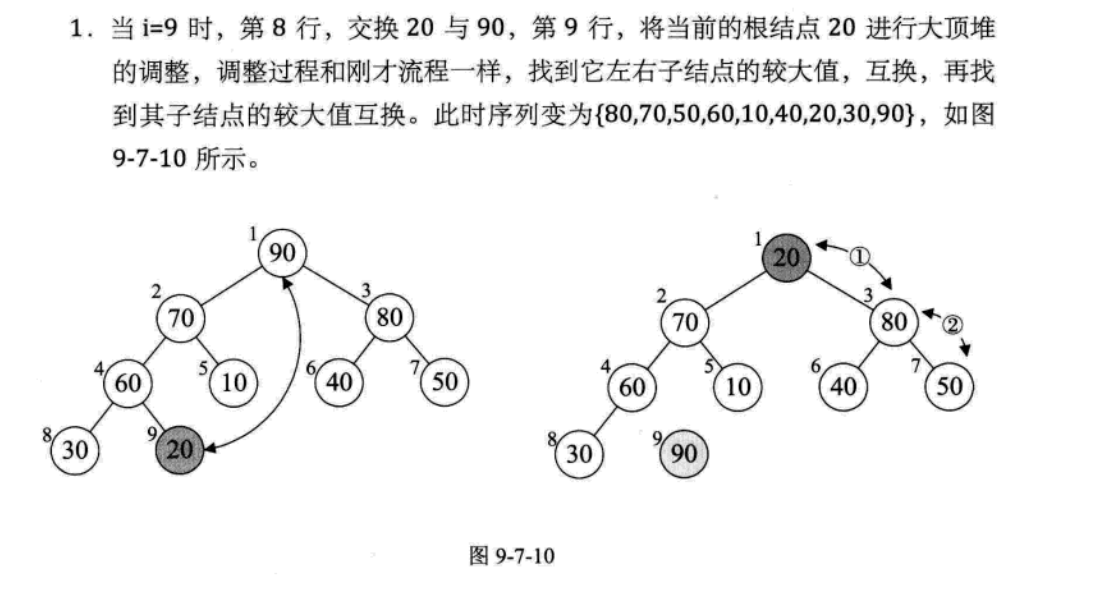 1. 当 i=9 时，第 8 行，交换 20 与 90，第 9 行，将当前的根结点 20 进行大顶堆
的调整，调整过程和刚才流程一样，找到它左右子结点的较大值，互换，再找
到其子结点的较大值互换。此时序列变为{80,70,50,60,10,40,20,30,90}，如图
9-7-10 所示。
1 90
2 70 3 80
4 60 5 10 6 40 7 50
8 30 9 20
1 20 ①
2 70 3 80 ②
4 60 5 10 6 40 7 50
8 30 9 90
图 9-7-10